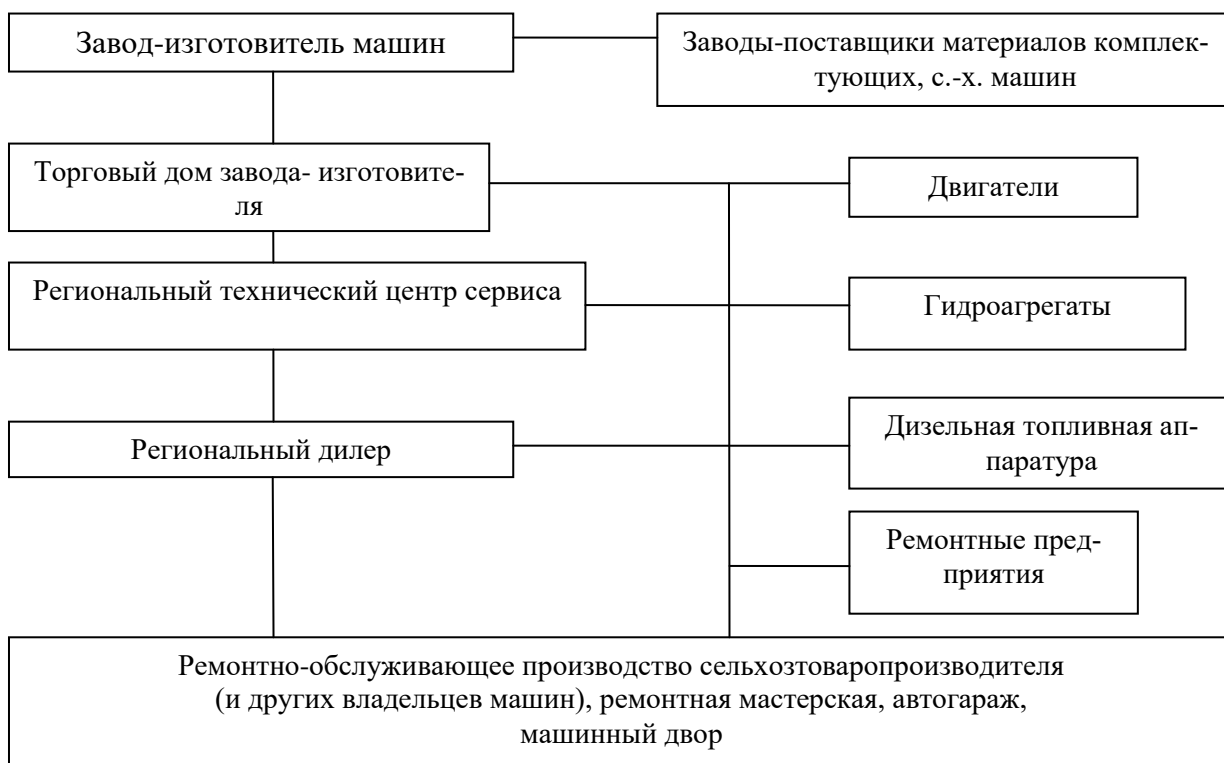 Завод-изготовитель машин
Заводы-поставщики материалов комплек-
тующих, с.-х. машин
Торговый дом завода- изготовите-
ля
Двигатели
Региональный технический центр сервиса
Гидроагрегаты
Региональный дилер
Дизельная топливная ап-
паратура
Ремонтные пред-
приятия
Ремонтно-обслуживающее производство сельхозтоваропроизводителя
(и других владельцев машин), ремонтная мастерская, автогараж,
машинный двор